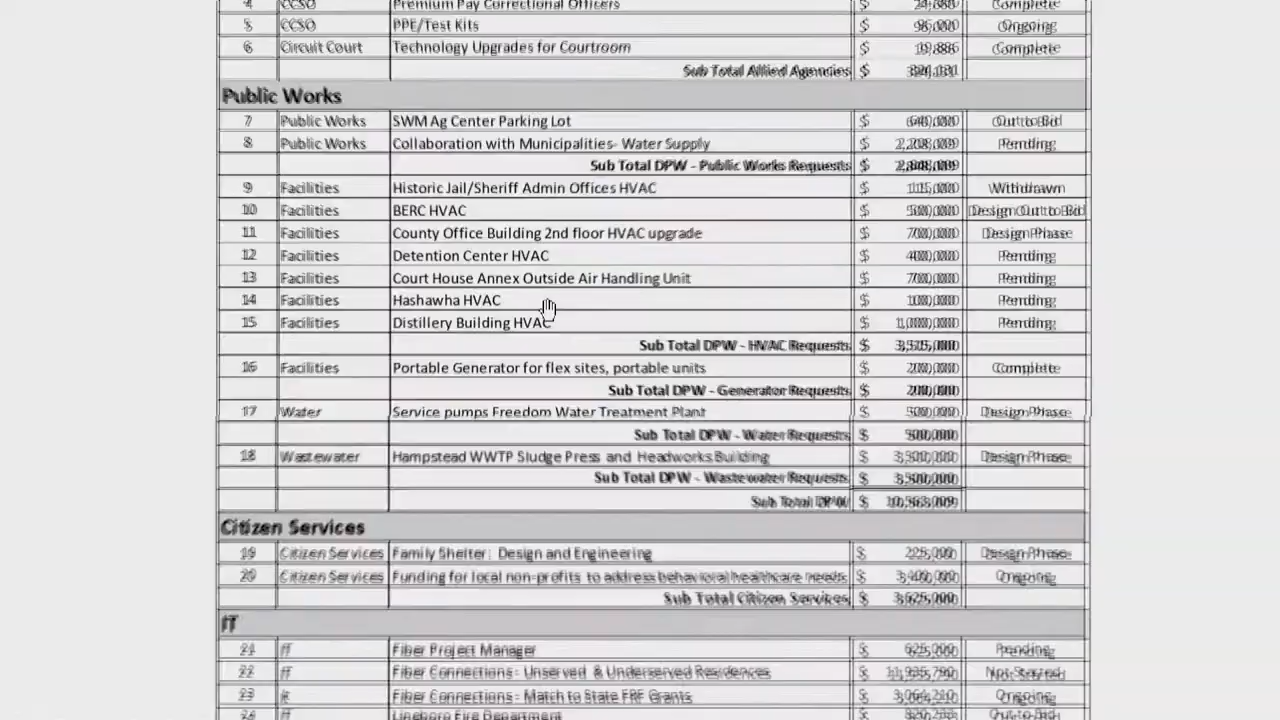 4 CCSO Premium Pay Correctional Officers $ Complete
5 CCSO PPE/Test Kits $ Ongoing
6 Circuit Court Technology Upgrades for Courtroom $ Complete
Sub Total Allied Agencies $
Public Works
7 Public Works SWM Ag Center Parking Lot $ 640,000 Out to Bid
8 Public Works Collaboration with Municipalities- Water Supply $ 2,208,009 Pending
Sub Total DPW - Public Works Requests $ 2,848,009
9 Facilities Historic Jail/Sheriff Admin Offices HVAC $ 115,000 Withdrawn
10 Facilities BERC HVAC $ 500,000 Design Out to Bid
11 Facilities County Office Building 2nd floor HVAC upgrade $ 700,000 Design Phase
12 Facilities Detention Center HVAC $ 400,000 Pending
13 Facilities Court House Annex Outside Air Handling Unit $ 700,000 Pending
14 Facilities Hashawha HVAC $ 100,000 Pending
15 Facilities Distillery Building HVAC $ 1,000,000 Pending
Sub Total DPW - HVAC Requests $ 3,515,000
16 Facilities Portable Generator for flex sites, portable units $ 200,000 Complete
Sub Total DPW - Generator Requests $ 200,000
17 Water Service pumps Freedom Water Treatment Plant $ 500,000 Design Phase
Sub Total DPW - Water Requests $ 500,000
18 Wastewater Hampstead WWTP Sludge Press and Headworks Building $ 3,500,000 Design Phase
Sub Total DPW - Wastewater Requests $ 3,500,000
Sub Total DPW $ 10,563,009
Citizen Services
19 Citizen Services Family Shelter: Design and Engineering $ 225,000 Design Phase
20 Citizen Services Funding for local non-profits to address behavioral healthcare needs $ 3,400,000 Ongoing
Sub Total Citizen Services $ 3,625,000
IT
21 IT Fiber Project Manager $ 625,000 Pending
22 IT Fiber Connections - Unserved & Underserved Residences $ 11,935,790 Not Started
23 It Fiber Connections - Match to State FRF Grants $ 3,064,210 Ongoing
24 IT Lineboro Fire Department $ Out to Bid